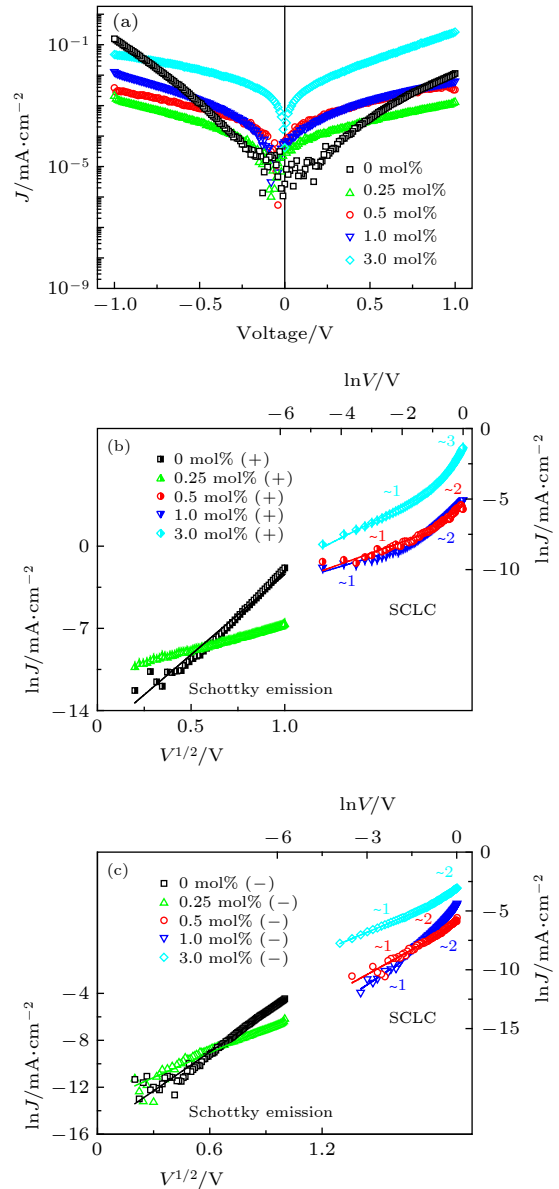 (a)
10⁻¹
10⁻⁵
10⁻⁹
J/mA·cm⁻²
0 mol%
0.25 mol%
0.5 mol%
1.0 mol%
3.0 mol%
−1.0 −0.5 0 0.5 1.0
Voltage/V
lnV/V
−6 −4 −2 0
(b)
0 mol% (+)
0.25 mol% (+)
0.5 mol% (+)
1.0 mol% (+)
3.0 mol% (+)
~3
~1
~2
~1
~2
~1
0
−5
−10
lnJ/mA·cm⁻²
SCLC
0
−7
−14
lnJ/mA·cm⁻²
Schottky emission
0.5 1.0
V¹ᐟ²/V
lnV/V
−6 −3 0
(c)
0 mol% (−)
0.25 mol% (−)
0.5 mol% (−)
1.0 mol% (−)
3.0 mol% (−)
~2
~1
~2
~1
~2
~1
0
−5
−10
−15
lnJ/mA·cm⁻²
SCLC
−4
−8
−12
−16
lnJ/mA·cm⁻²
Schottky emission
0 0.6 1.2
V¹ᐟ²/V